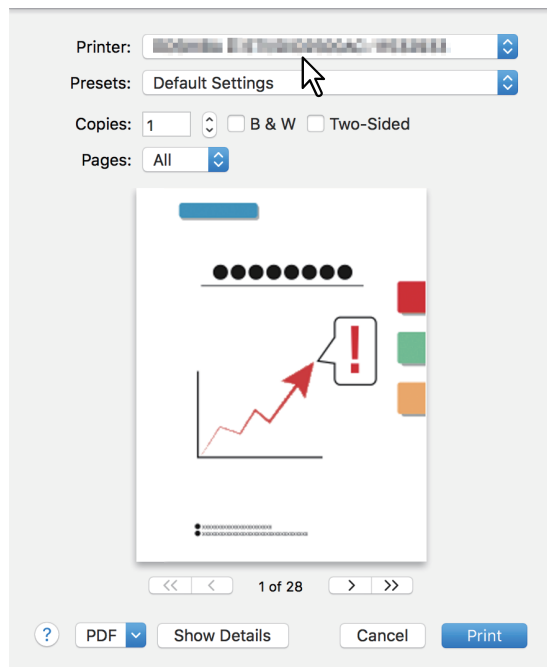 Printer:
Presets: Default Settings
Copies: 1 B & W Two-Sided
Pages: All
!
<< < 1 of 28 > >>
? PDF Show Details Cancel Print